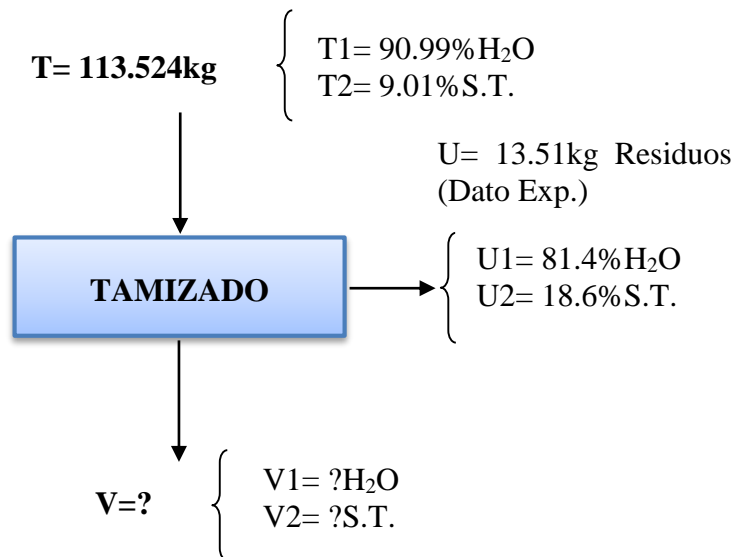 T= 113.524kg
T1= 90.99%H₂O
T2= 9.01%S.T.
U= 13.51kg Residuos
(Dato Exp.)
TAMIZADO
U1= 81.4%H₂O
U2= 18.6%S.T.
V=?
V1= ?H₂O
V2= ?S.T.